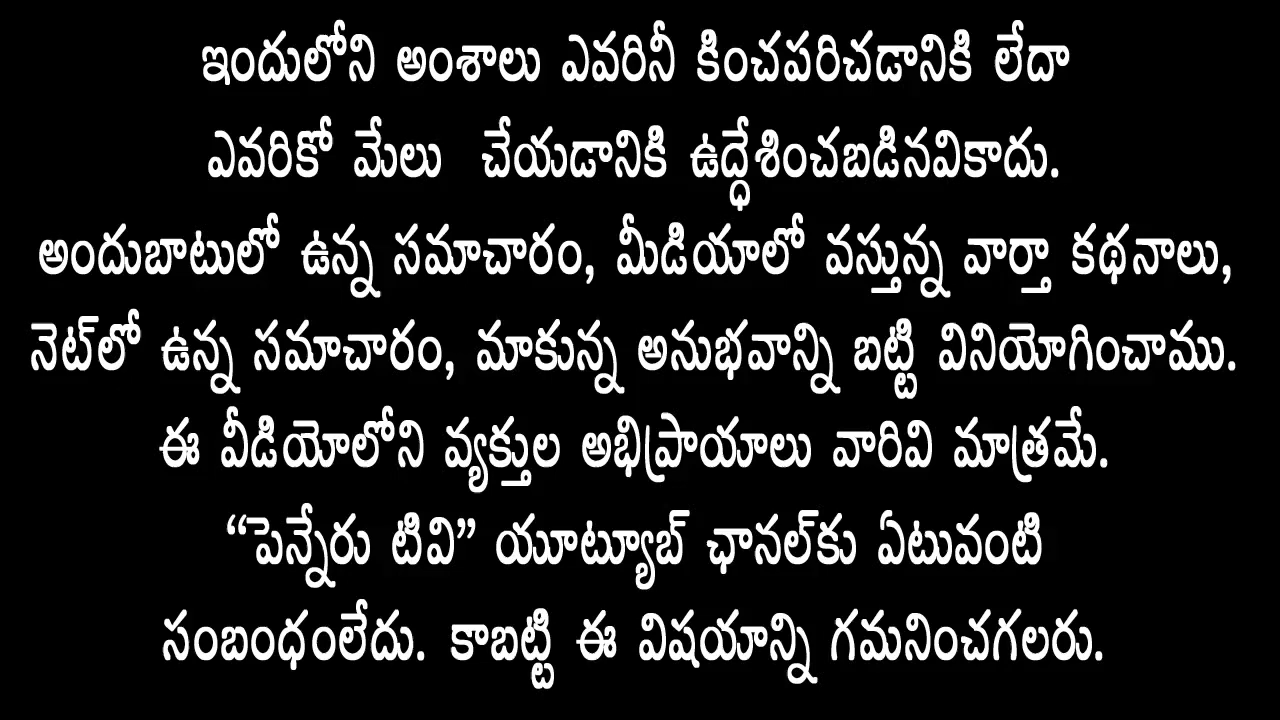 ఇందులోని అంశాలు ఎవరినీ కించపరిచడానికి లేదా
ఎవరికో మేలు చేయడానికి ఉద్ధేశించబడినవికాదు.
అందుబాటులో ఉన్న సమాచారం, మీడియాలో వస్తున్న వార్తా కథనాలు,
నెట్‌లో ఉన్న సమాచారం, మాకున్న అనుభవాన్ని బట్టి వినియోగించాము.
ఈ వీడియోలోని వ్యక్తుల అభిప్రాయాలు వారివి మాత్రమే.
“పెన్నేరు టివి” యూట్యూబ్ ఛానల్‌కు ఏటువంటి
సంబంధంలేదు. కాబట్టి ఈ విషయాన్ని గమనించగలరు.